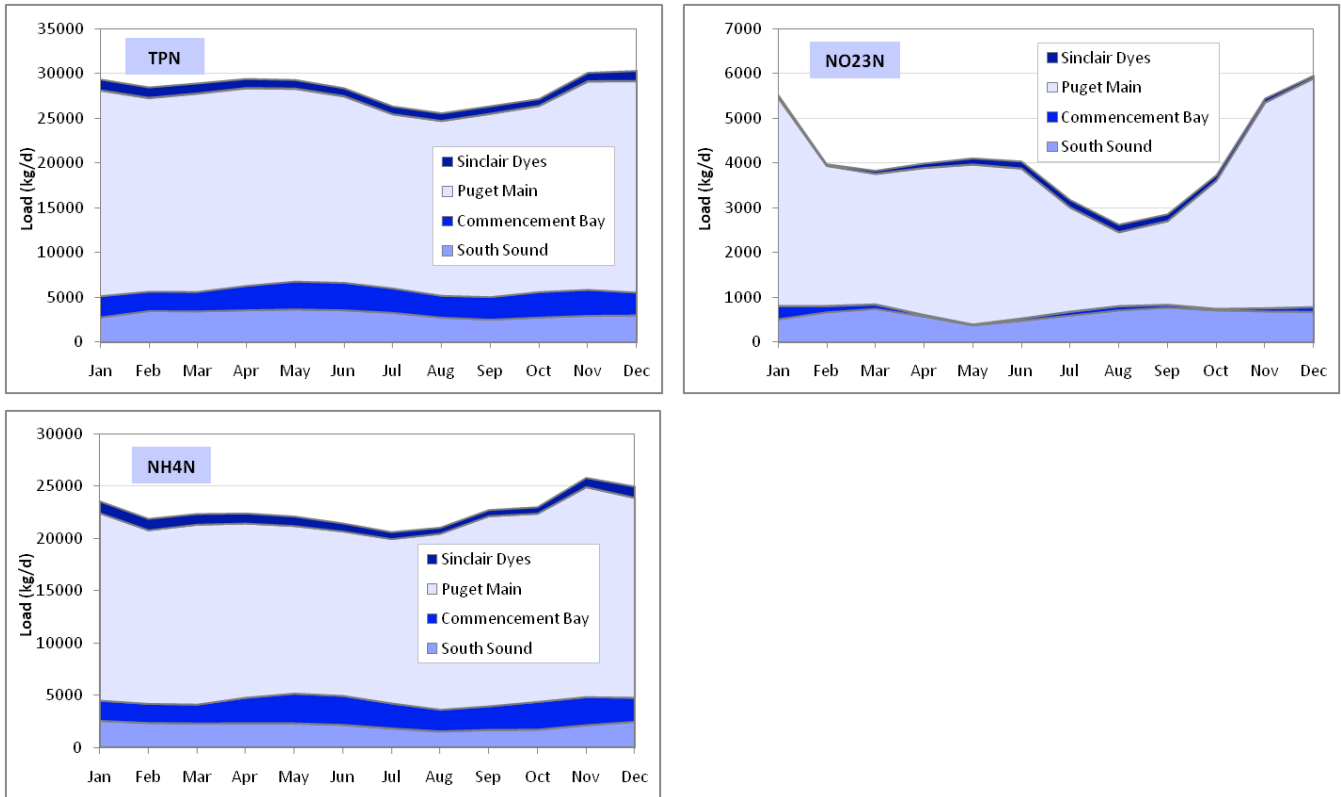 TPN
Load (kg/d)
35000
30000
25000
20000
15000
10000
5000
0
Sinclair Dyes
Puget Main
Commencement Bay
South Sound
Jan Feb Mar Apr May Jun Jul Aug Sep Oct Nov Dec
NO23N
Load (kg/d)
7000
6000
5000
4000
3000
2000
1000
0
Sinclair Dyes
Puget Main
Commencement Bay
South Sound
Jan Feb Mar Apr May Jun Jul Aug Sep Oct Nov Dec
NH4N
Load (kg/d)
30000
25000
20000
15000
10000
5000
0
Sinclair Dyes
Puget Main
Commencement Bay
South Sound
Jan Feb Mar Apr May Jun Jul Aug Sep Oct Nov Dec